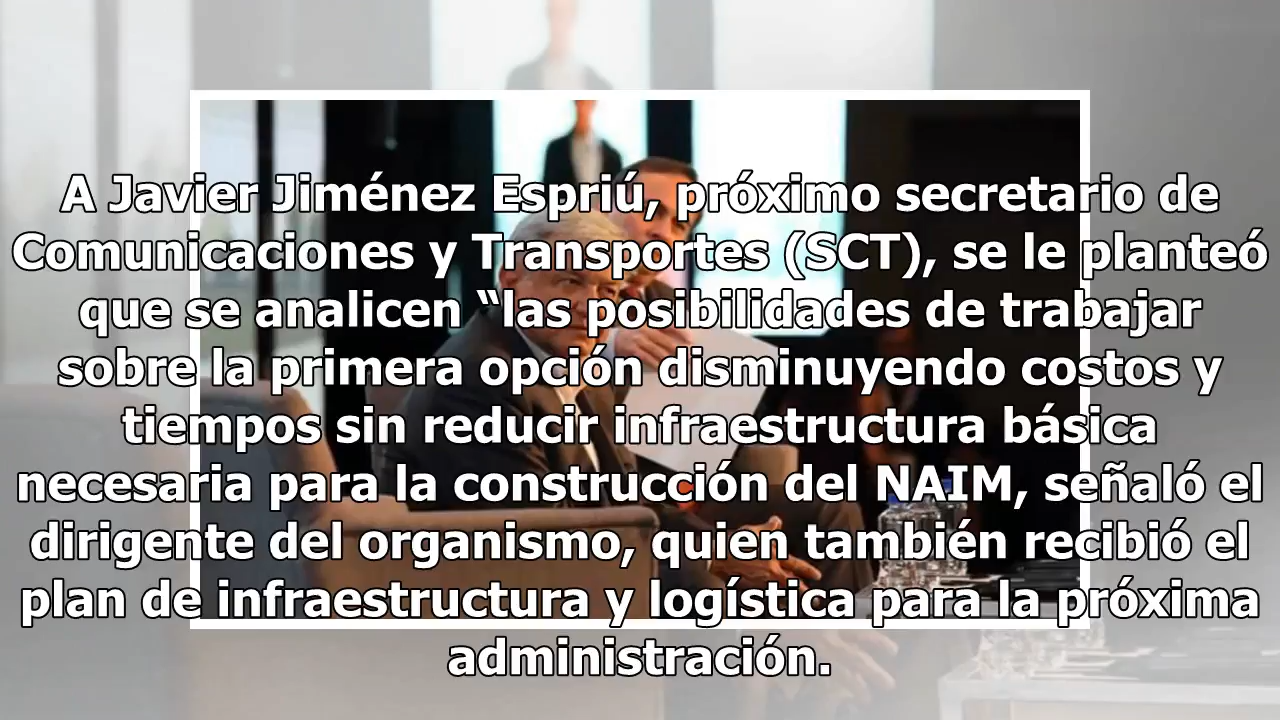 A Javier Jiménez Espriú, próximo secretario de
Comunicaciones y Transportes (SCT), se le planteó
que se analicen “las posibilidades de trabajar
sobre la primera opción disminuyendo costos y
tiempos sin reducir infraestructura básica
necesaria para la construcción del NAIM, señaló el
dirigente del organismo, quien también recibió el
plan de infraestructura y logística para la próxima
administración.